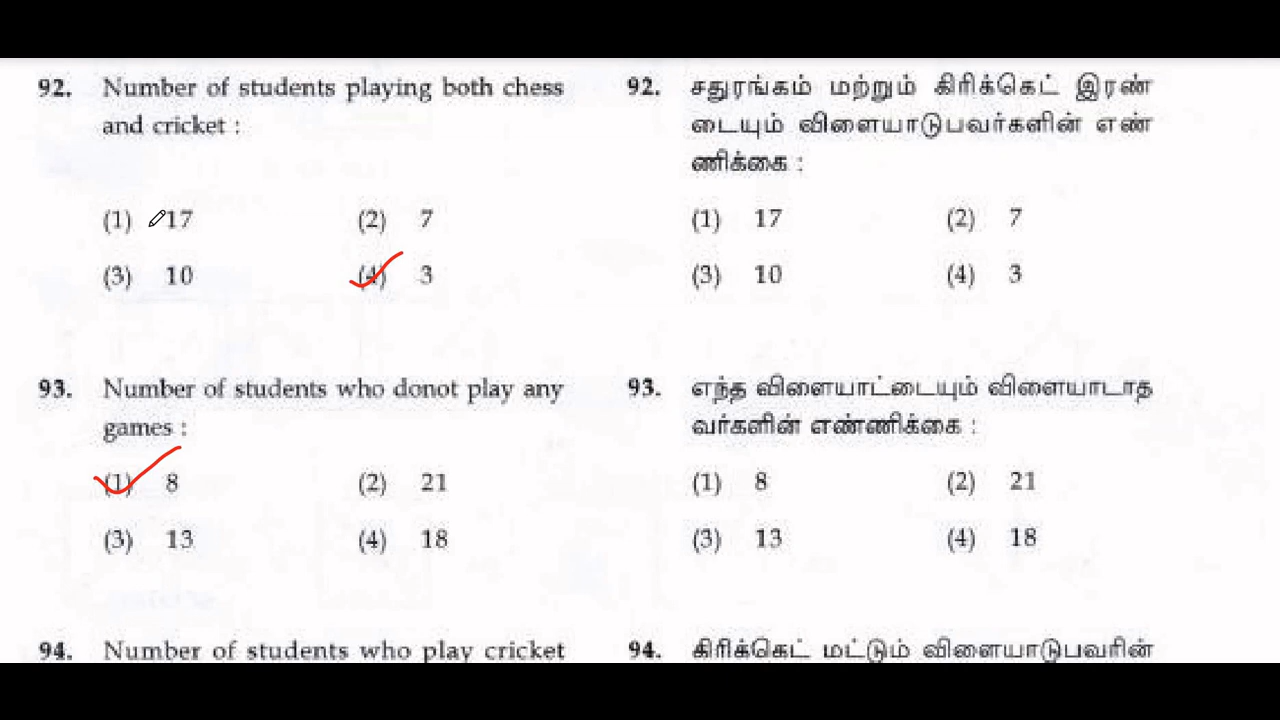 92. Number of students playing both chess
and cricket :
(1) 17 (2) 7
(3) 10 (4) 3
93. Number of students who donot play any
games :
(1) 8 (2) 21
(3) 13 (4) 18
94. Number of students who play cricket
92. சதுரங்கம் மற்றும் கிரிக்கெட் இரண்
டையும் விளையாடுபவர்களின் எண்
ணிக்கை :
(1) 17 (2) 7
(3) 10 (4) 3
93. எந்த விளையாட்டையும் விளையாடாத
வர்களின் எண்ணிக்கை :
(1) 8 (2) 21
(3) 13 (4) 18
94. கிரிக்கெட் மட்டும் விளையாடுபவரின்